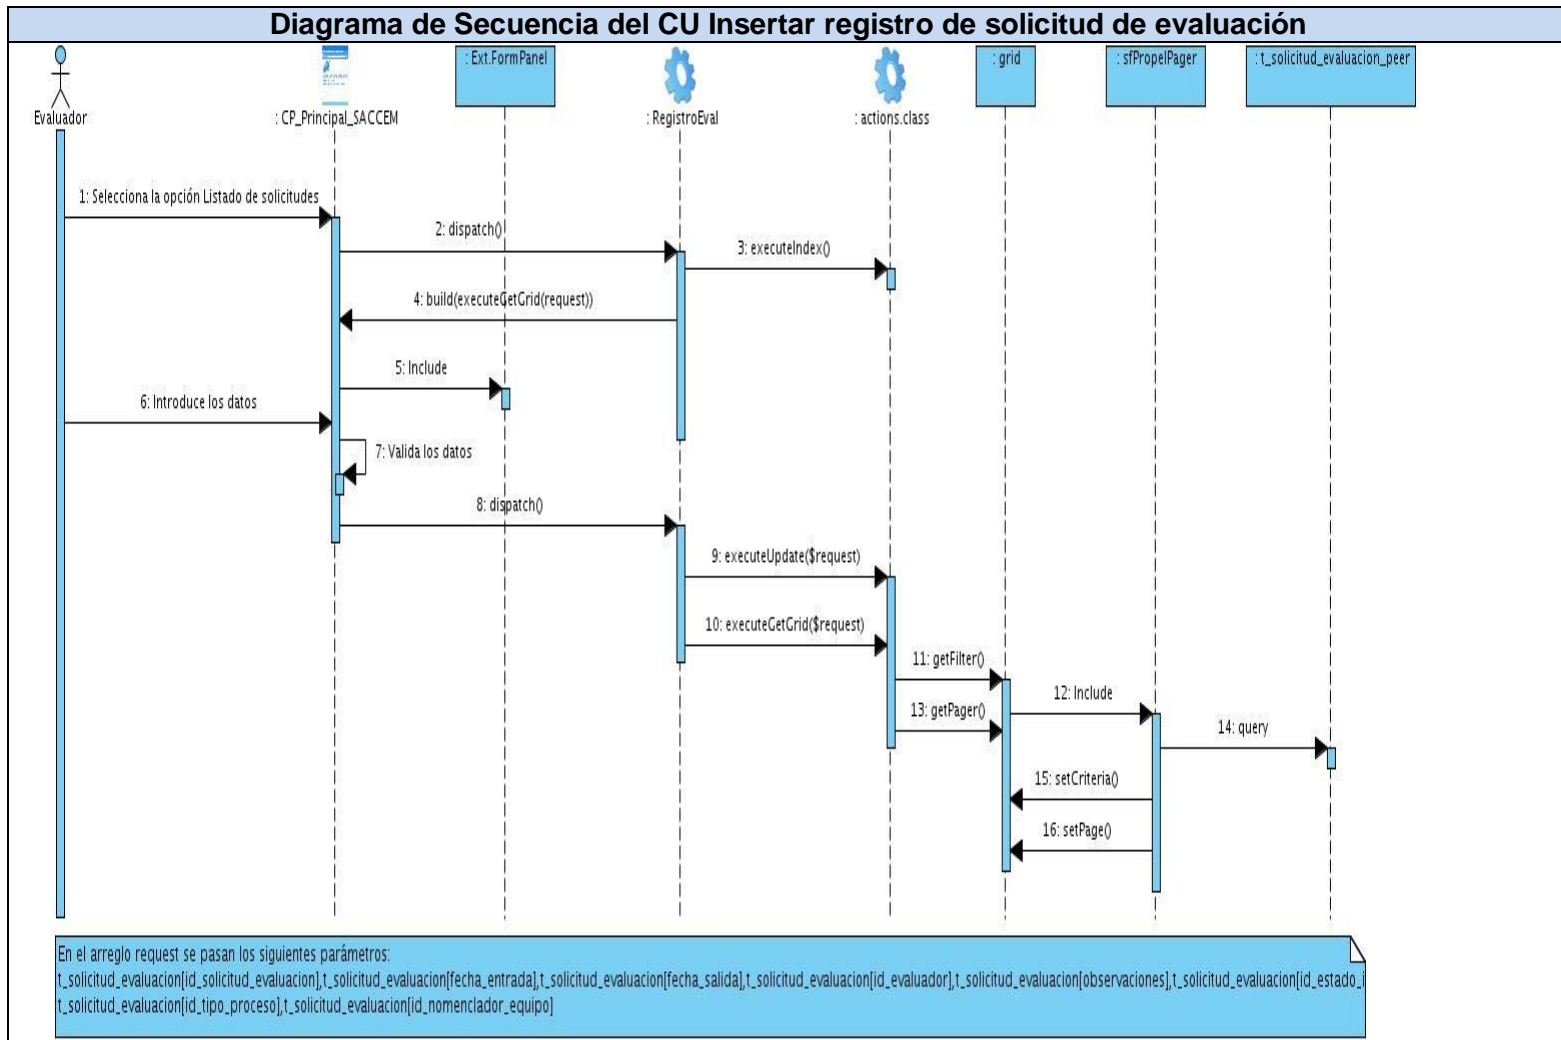 Diagrama de Secuencia del CU Insertar registro de solicitud de evaluación
Evaluador
: CP_Principal_SACCEM
: Ext.FormPanel
: RegistroEval
: actions.class
: grid
: sfPropelPager
: t_solicitud_evaluacion_peer
1: Selecciona la opción Listado de solicitudes
2: dispatch()
3: executeIndex()
4: build(executeGetGrid(request))
5: Include
6: Introduce los datos
7: Valida los datos
8: dispatch()
9: executeUpdate($request)
10: executeGetGrid($request)
11: getFilter()
12: Include
13: getPager()
14: query
15: setCriteria()
16: setPage()
En el arreglo request se pasan los siguientes parámetros:
t_solicitud_evaluacion[id_solicitud_evaluacion],t_solicitud_evaluacion[fecha_entrada],t_solicitud_evaluacion[fecha_salida],t_solicitud_evaluacion[id_evaluador],t_solicitud_evaluacion[observaciones],t_solicitud_evaluacion[id_estado_i
t_solicitud_evaluacion[id_tipo_proceso],t_solicitud_evaluacion[id_nomenclador_equipo]